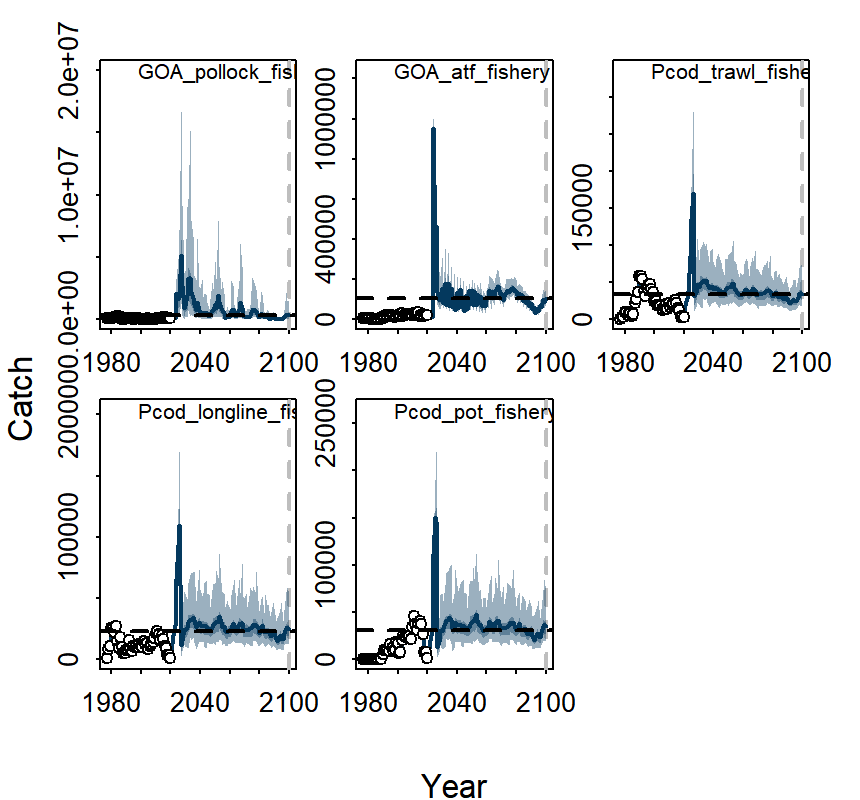 GOA_pollock_fis
GOA_atf_fishery
Pcod_trawl_fishe
0e+00
1.0e+07
2.0e+07
0
400000
1000000
0
150000
1980
2040
2100
1980
2040
2100
1980
2040
2100
Catch
Pcod_longline_fis
Pcod_pot_fishery
0
100000
200000
0
100000
250000
1980
2040
2100
1980
2040
2100
Year